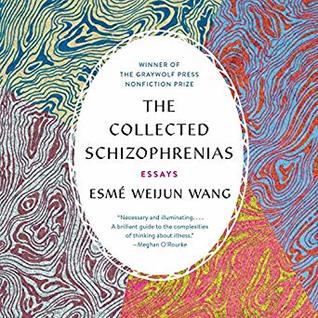 WINNER OF
THE GRAYWOLF PRESS
NONFICTION PRIZE
THE
COLLECTED
SCHIZOPHRENIAS
ESSAYS
ESMÉ WEIJUN WANG
"Necessary and illuminating. . . .
A brilliant guide to the complexities
of thinking about illness."
—Meghan O'Rourke